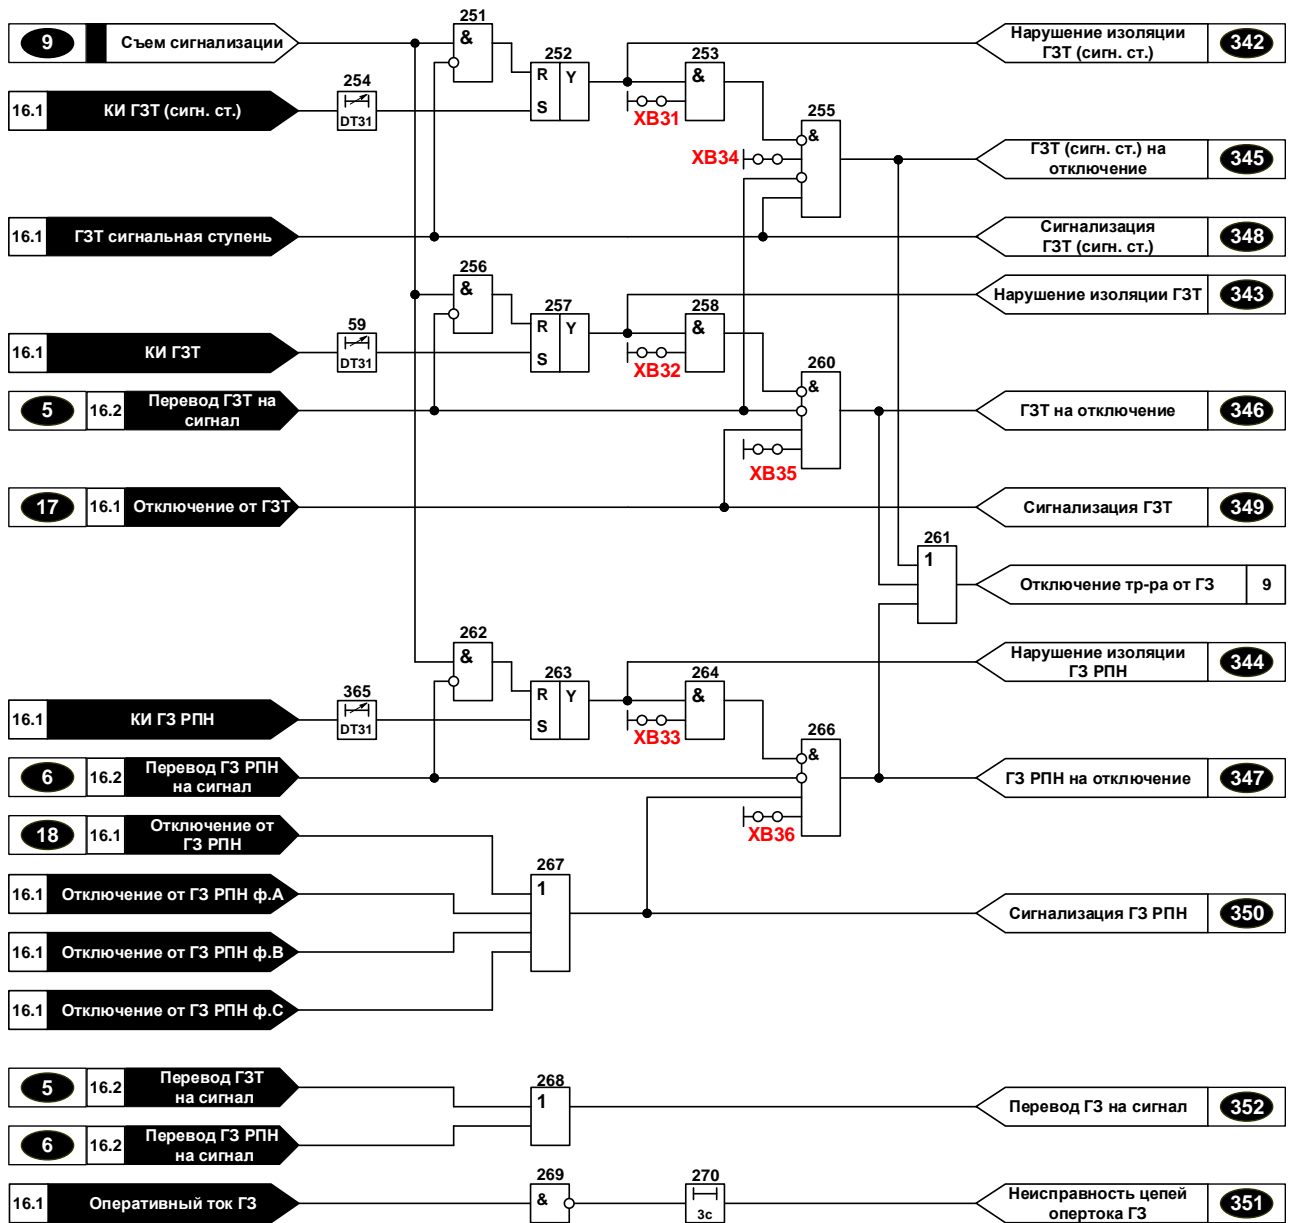 9 Съем сигнализации
251
&
252
R Y
S
253
&
Нарушение изоляции
ГЗТ (сигн. ст.)
342
16.1 КИ ГЗТ (сигн. ст.)
254
DT31
XB31
255
&
XB34
ГЗТ (сигн. ст.) на
отключение
345
16.1 ГЗТ сигнальная ступень
Сигнализация
ГЗТ (сигн. ст.)
348
256
&
257
R Y
S
258
&
Нарушение изоляции ГЗТ 343
16.1 КИ ГЗТ
59
DT31
XB32
260
&
5 16.2 Перевод ГЗТ на
сигнал
ГЗТ на отключение 346
XB35
17 16.1 Отключение от ГЗТ
Сигнализация ГЗТ 349
261
1
Отключение тр-ра от ГЗ 9
262
&
263
R Y
S
264
&
Нарушение изоляции
ГЗ РПН
344
16.1 КИ ГЗ РПН
365
DT31
XB33
266
&
6 16.2 Перевод ГЗ РПН
на сигнал
ГЗ РПН на отключение 347
XB36
18 16.1 Отключение от
ГЗ РПН
267
1
16.1 Отключение от ГЗ РПН ф.А
Сигнализация ГЗ РПН 350
16.1 Отключение от ГЗ РПН ф.В
16.1 Отключение от ГЗ РПН ф.С
5 16.2 Перевод ГЗТ
на сигнал
268
1
Перевод ГЗ на сигнал 352
6 16.2 Перевод ГЗ РПН
на сигнал
16.1 Оперативный ток ГЗ
269
&
270
3с
Неисправность цепей
опертока ГЗ
351